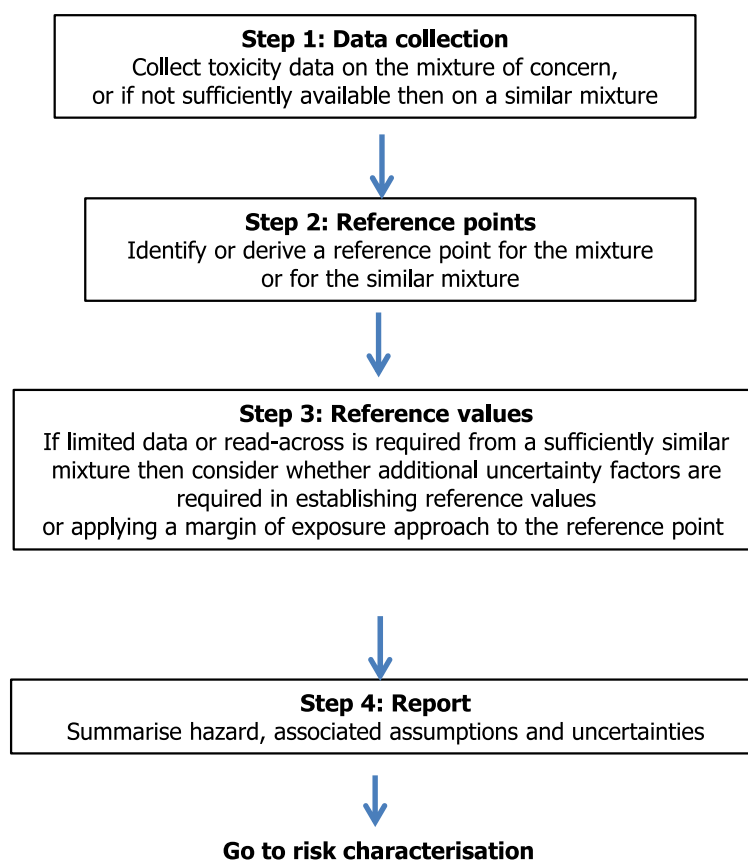 Step 1: Data collection
Collect toxicity data on the mixture of concern,
or if not sufficiently available then on a similar mixture
Step 2: Reference points
Identify or derive a reference point for the mixture
or for the similar mixture
Step 3: Reference values
If limited data or read-across is required from a sufficiently similar
mixture then consider whether additional uncertainty factors are
required in establishing reference values
or applying a margin of exposure approach to the reference point
Step 4: Report
Summarise hazard, associated assumptions and uncertainties
Go to risk characterisation